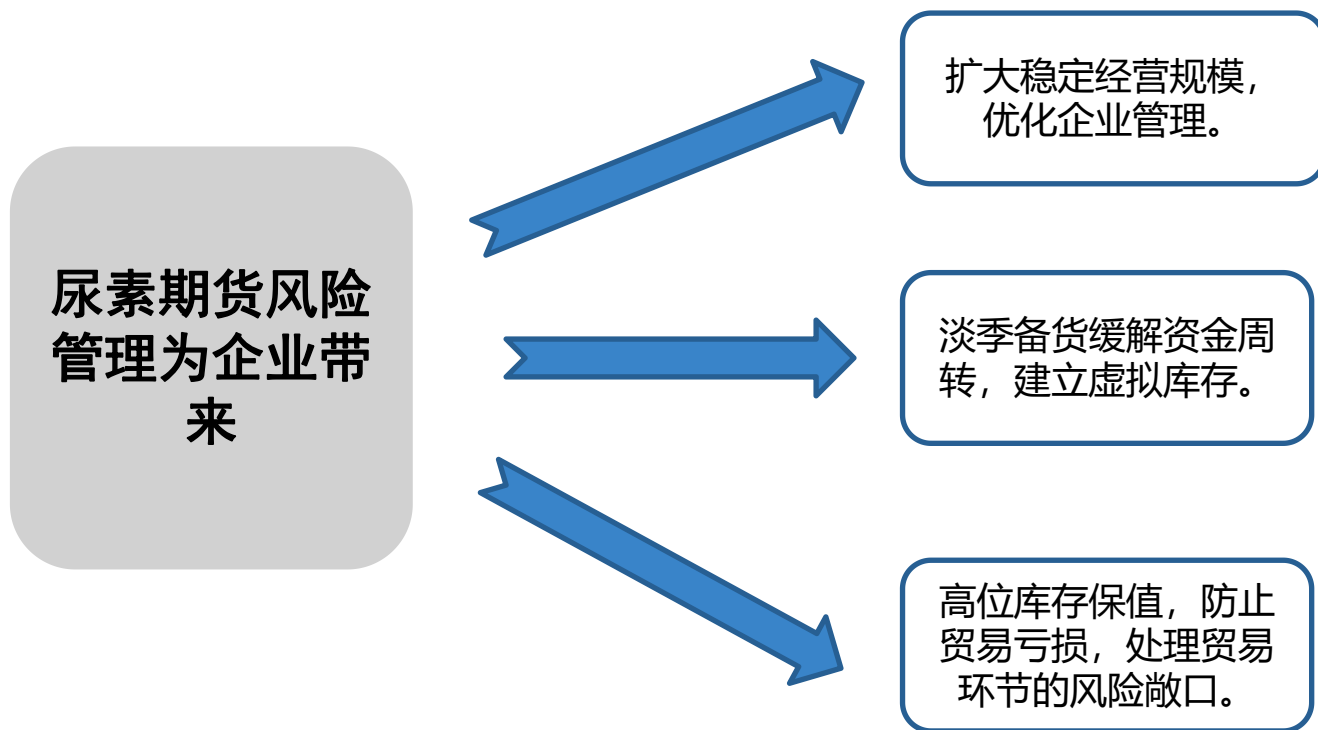 尿素期货风险
管理为企业带
来
扩大稳定经营规模，
优化企业管理。
淡季备货缓解资金周
转，建立虚拟库存。
高位库存保值，防止
贸易亏损，处理贸易
环节的风险敞口。